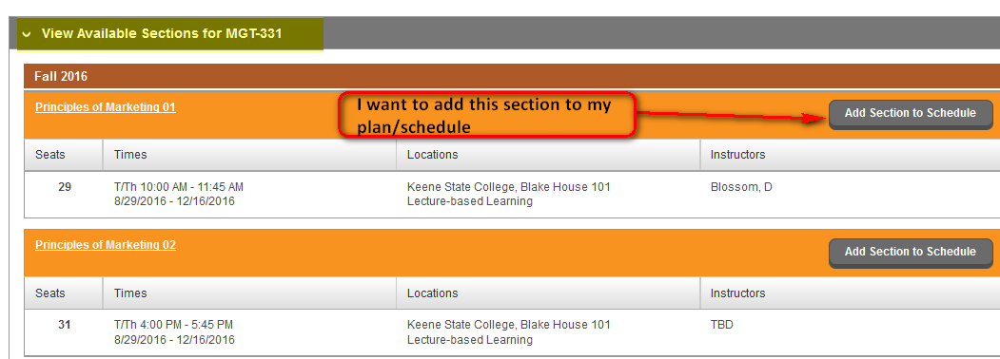 View Available Sections for MGT-331
Fall 2016
Principles of Marketing 01
I want to add this section to my
plan/schedule
Add Section to Schedule
Seats Times Locations Instructors
29 T/Th 10:00 AM - 11:45 AM Keene State College, Blake House 101 Blossom, D
8/29/2016 - 12/16/2016 Lecture-based Learning
Principles of Marketing 02
Add Section to Schedule
Seats Times Locations Instructors
31 T/Th 4:00 PM - 5:45 PM Keene State College, Blake House 101 TBD
8/29/2016 - 12/16/2016 Lecture-based Learning